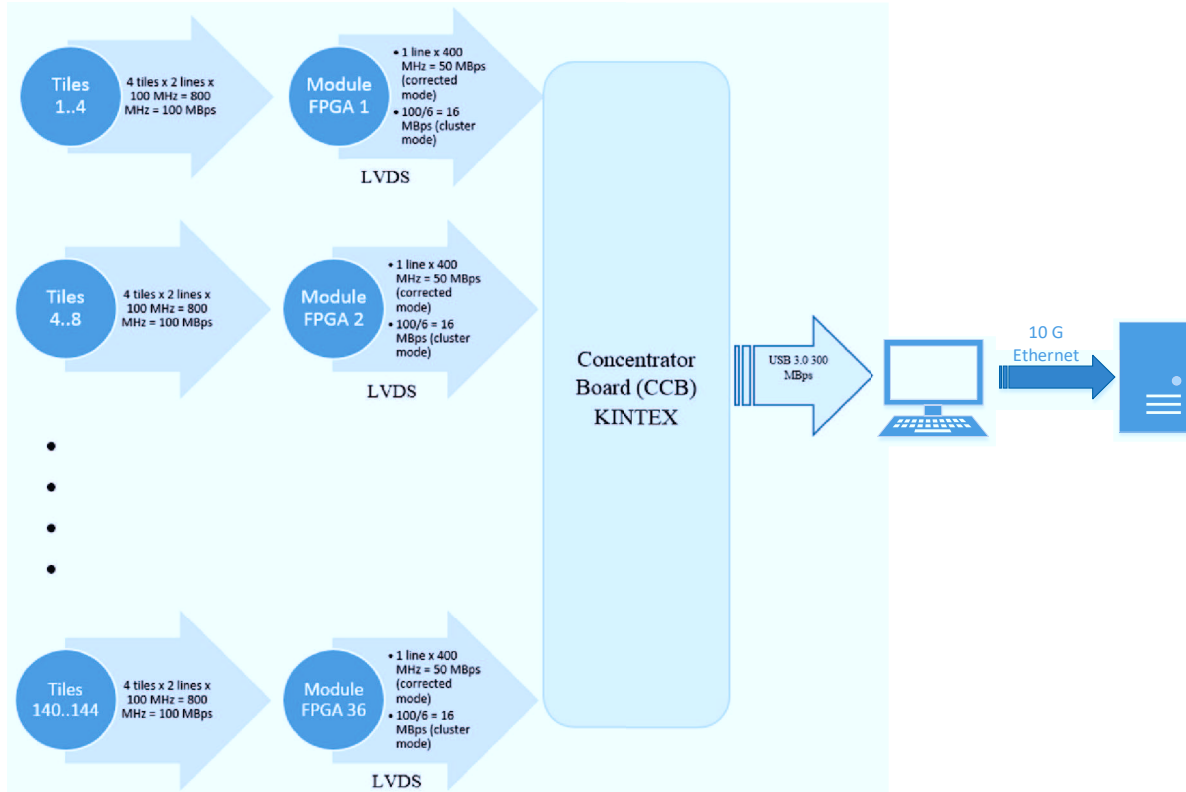 Tiles
1..4
4 tiles x 2 lines x
100 MHz = 800
MHz = 100 MBps
Module
FPGA 1
• 1 line x 400
MHz = 50 MBps
(corrected
mode)
• 100/6 = 16
MBps (cluster
mode)
LVDS
Tiles
4..8
4 tiles x 2 lines x
100 MHz = 800
MHz = 100 MBps
Module
FPGA 2
• 1 line x 400
MHz = 50 MBps
(corrected
mode)
• 100/6 = 16
MBps (cluster
mode)
LVDS
Tiles
140..144
4 tiles x 2 lines x
100 MHz = 800
MHz = 100 MBps
Module
FPGA 36
• 1 line x 400
MHz = 50 MBps
(corrected
mode)
• 100/6 = 16
MBps (cluster
mode)
LVDS
Concentrator
Board (CCB)
KINTEX
USB 3.0 300
MBps
10 G
Ethernet